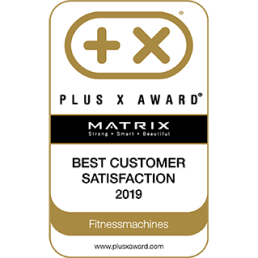 PLUS X AWARD®
MATRIX
Strong • Smart • Beautiful
BEST CUSTOMER
SATISFACTION
2019
Fitnessmachines
www.plusxaward.com